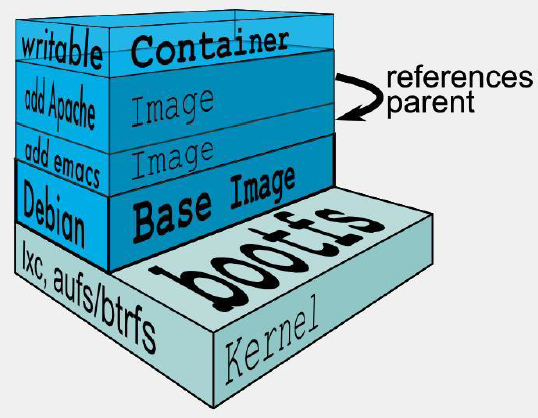 writable Container
references
parent
add Apache Image
add emacs Image
Debian Base Image
bootfs
lxc, aufs/btrfs
Kernel